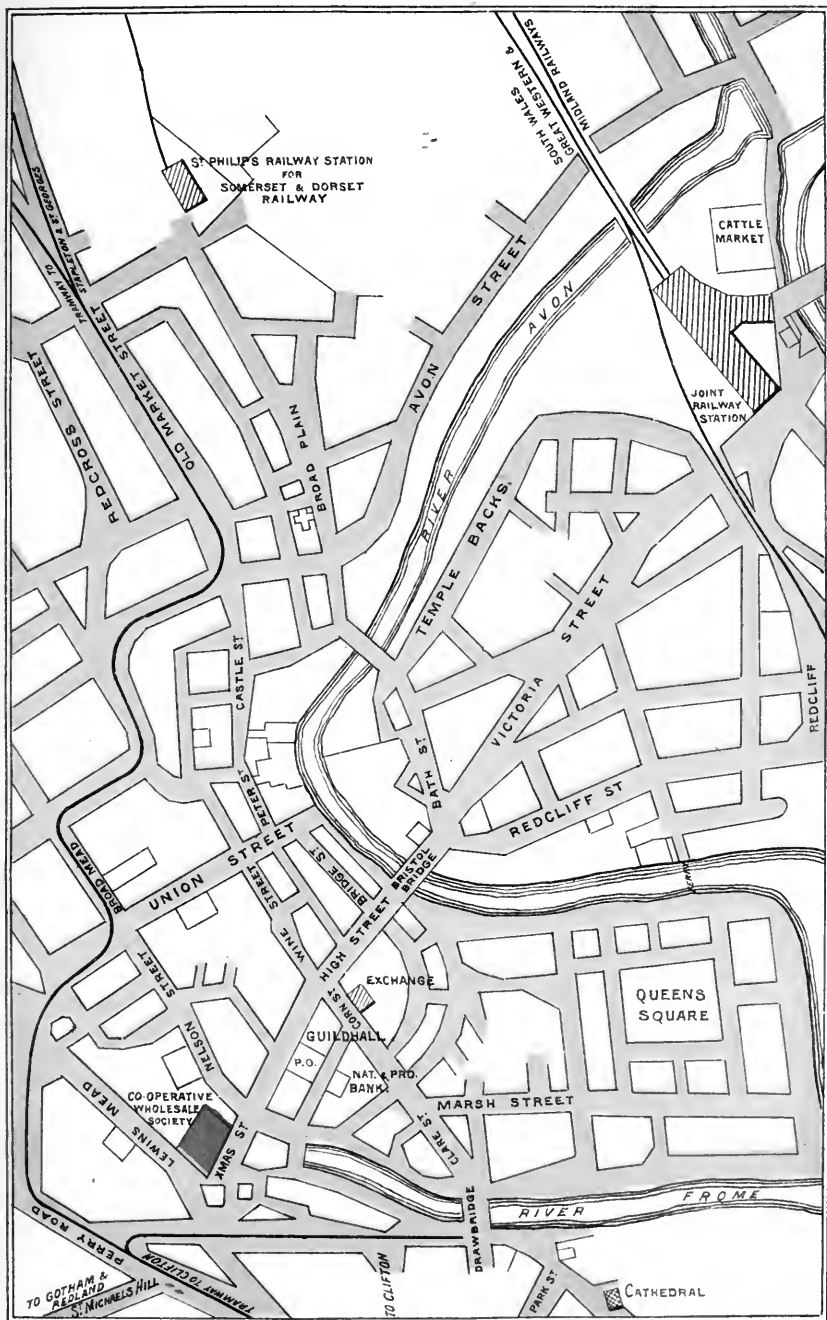 SOUTH WALES
GREAT WESTERN &
MIDLAND RAILWAYS
ST PHILIP'S RAILWAY STATION
FOR
SOMERSET & DORSET
RAILWAY
TRAMWAY TO
STAPLETON & ST GEORGES
CATTLE
MARKET
JOINT
RAILWAY
STATION
RIVER AVON
AVON STREET
REDCROSS STREET
OLD MARKET STREET
BROAD PLAIN
TEMPLE BACKS
VICTORIA STREET
CASTLE ST
REDCLIFF
BATH ST
REDCLIFF ST
PETER ST
UNION STREET
BROAD MEAD
BRIDGE ST
BRISTOL
BRIDGE
HIGH STREET
WINE STREET
FERRY
NELSON STREET
CORN ST
EXCHANGE
GUILDHALL
P.O.
NAT. & PRO.
BANK
QUEENS
SQUARE
MARSH STREET
CLARE ST
CO-OPERATIVE
WHOLESALE
SOCIETY
LEWINS MEAD
XMAS ST
DRAWBRIDGE
RIVER FROME
PERRY ROAD
TRAMWAY TO CLIFTON
TO GOTHAM &
REDLAND
ST MICHAELS HILL
TO CLIFTON
PARK ST
CATHEDRAL